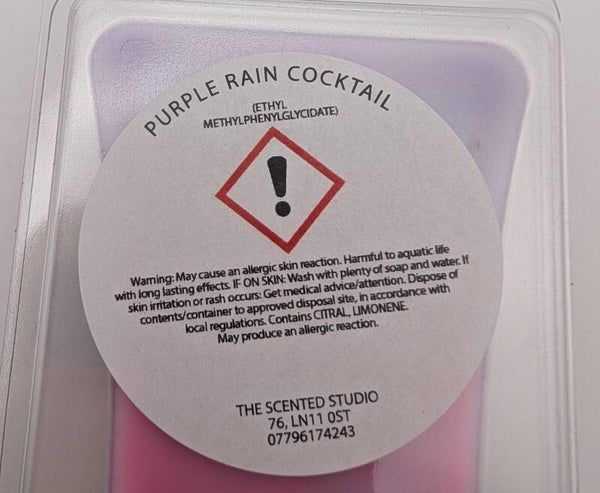 PURPLE RAIN COCKTAIL
(ETHYL
METHYLPHENYLGLYCIDATE)
Warning: May cause an allergic skin reaction. Harmful to aquatic life
with long lasting effects. IF ON SKIN: Wash with plenty of soap and water. If
skin irritation or rash occurs: Get medical advice/attention. Dispose of
contents/container to approved disposal site, in accordance with
local regulations. Contains CITRAL, LIMONENE.
May produce an allergic reaction.
THE SCENTED STUDIO
76, LN11 0ST
07796174243